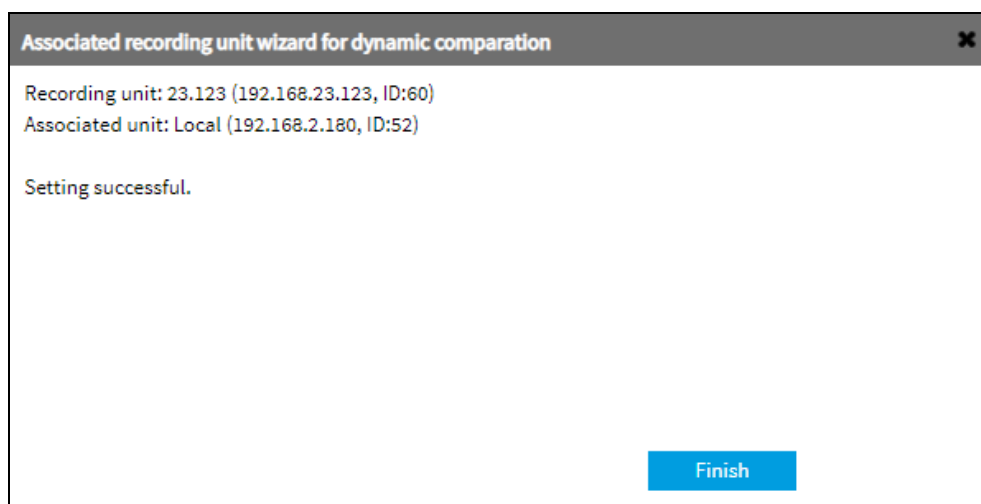 Associated recording unit wizard for dynamic comparation
Recording unit: 23.123 (192.168.23.123, ID:60)
Associated unit: Local (192.168.2.180, ID:52)
Setting successful.
Finish